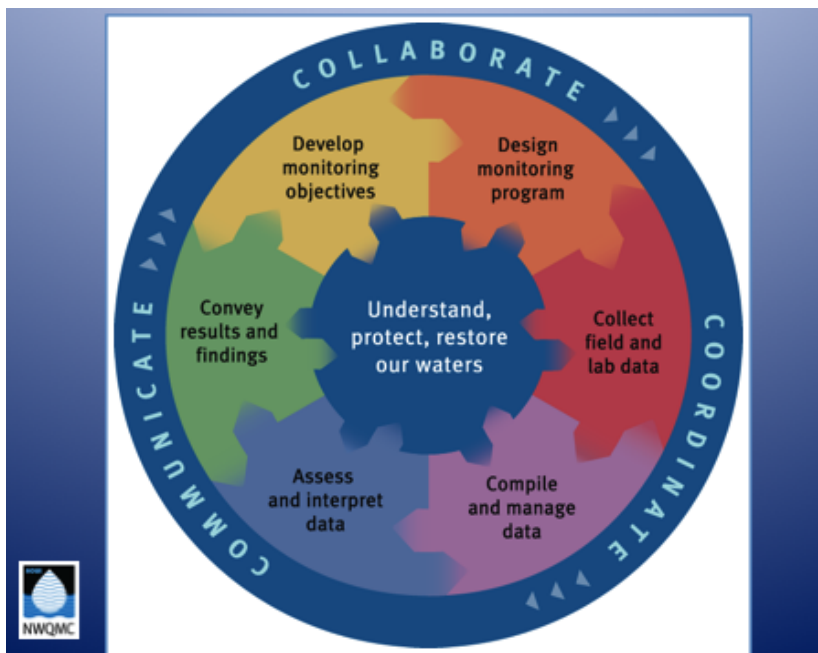 COLLABORATE
Develop
monitoring
objectives
Design
monitoring
program
Convey
results and
findings
Understand,
protect, restore
our waters
Collect
field and
lab data
Assess
and interpret
data
Compile
and manage
data
COORDINATE
COMMUNICATE
NWQMC